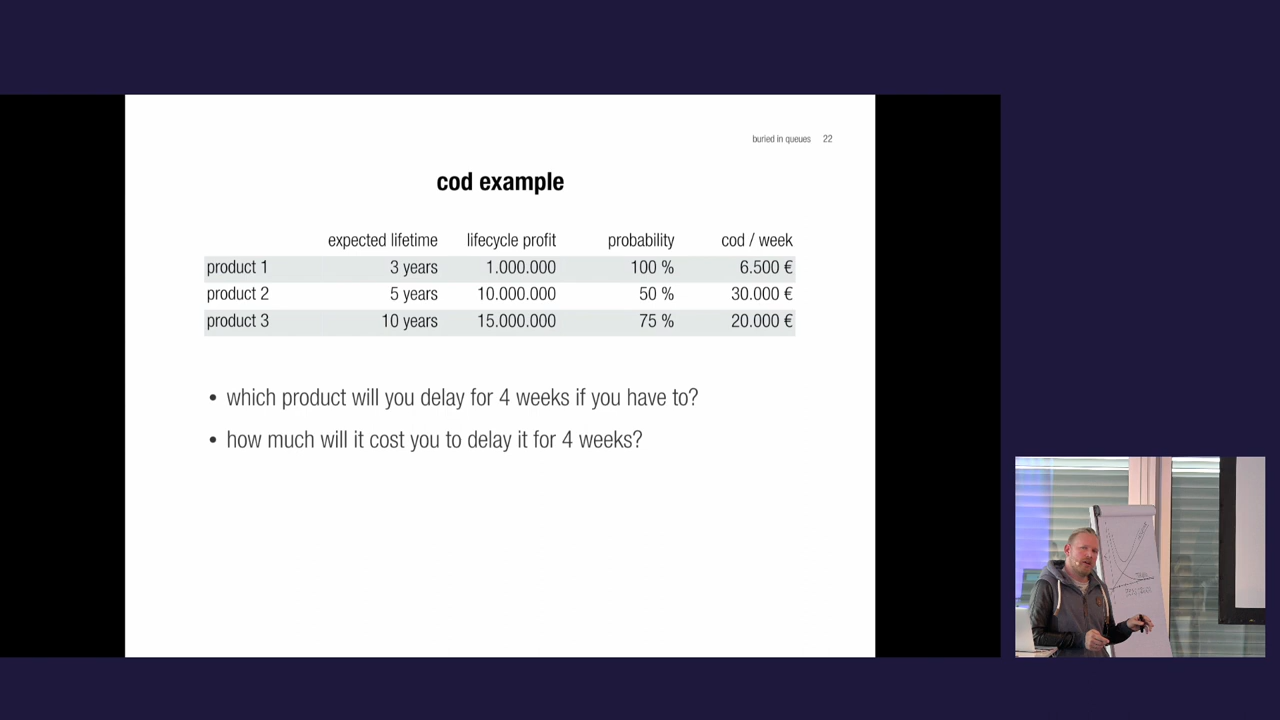 buried in queues 22
cod example
expected lifetime lifecycle profit probability cod / week
product 1 3 years 1.000.000 100 % 6.500 €
product 2 5 years 10.000.000 50 % 30.000 €
product 3 10 years 15.000.000 75 % 20.000 €
• which product will you delay for 4 weeks if you have to?
• how much will it cost you to delay it for 4 weeks?